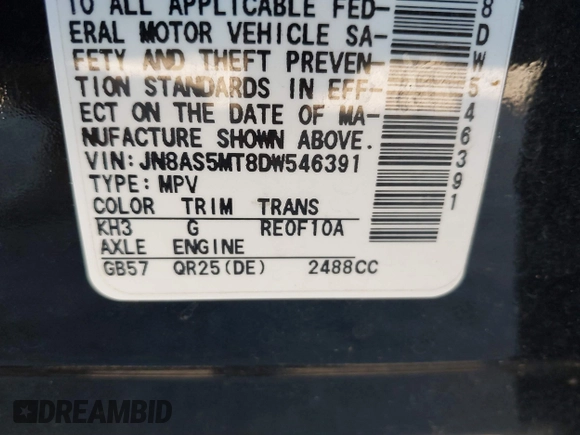 TO ALL APPLICABLE FED-
ERAL MOTOR VEHICLE SA-
FETY AND THEFT PREVEN-
TION STANDARDS IN EFF-
ECT ON THE DATE OF MA-
NUFACTURE SHOWN ABOVE.
VIN: JN8AS5MT8DW546391
TYPE: MPV
COLOR TRIM TRANS
KH3 G RE0F10A
AXLE ENGINE
GB57 QR25(DE) 2488CC
8DW546391
DREAMBID